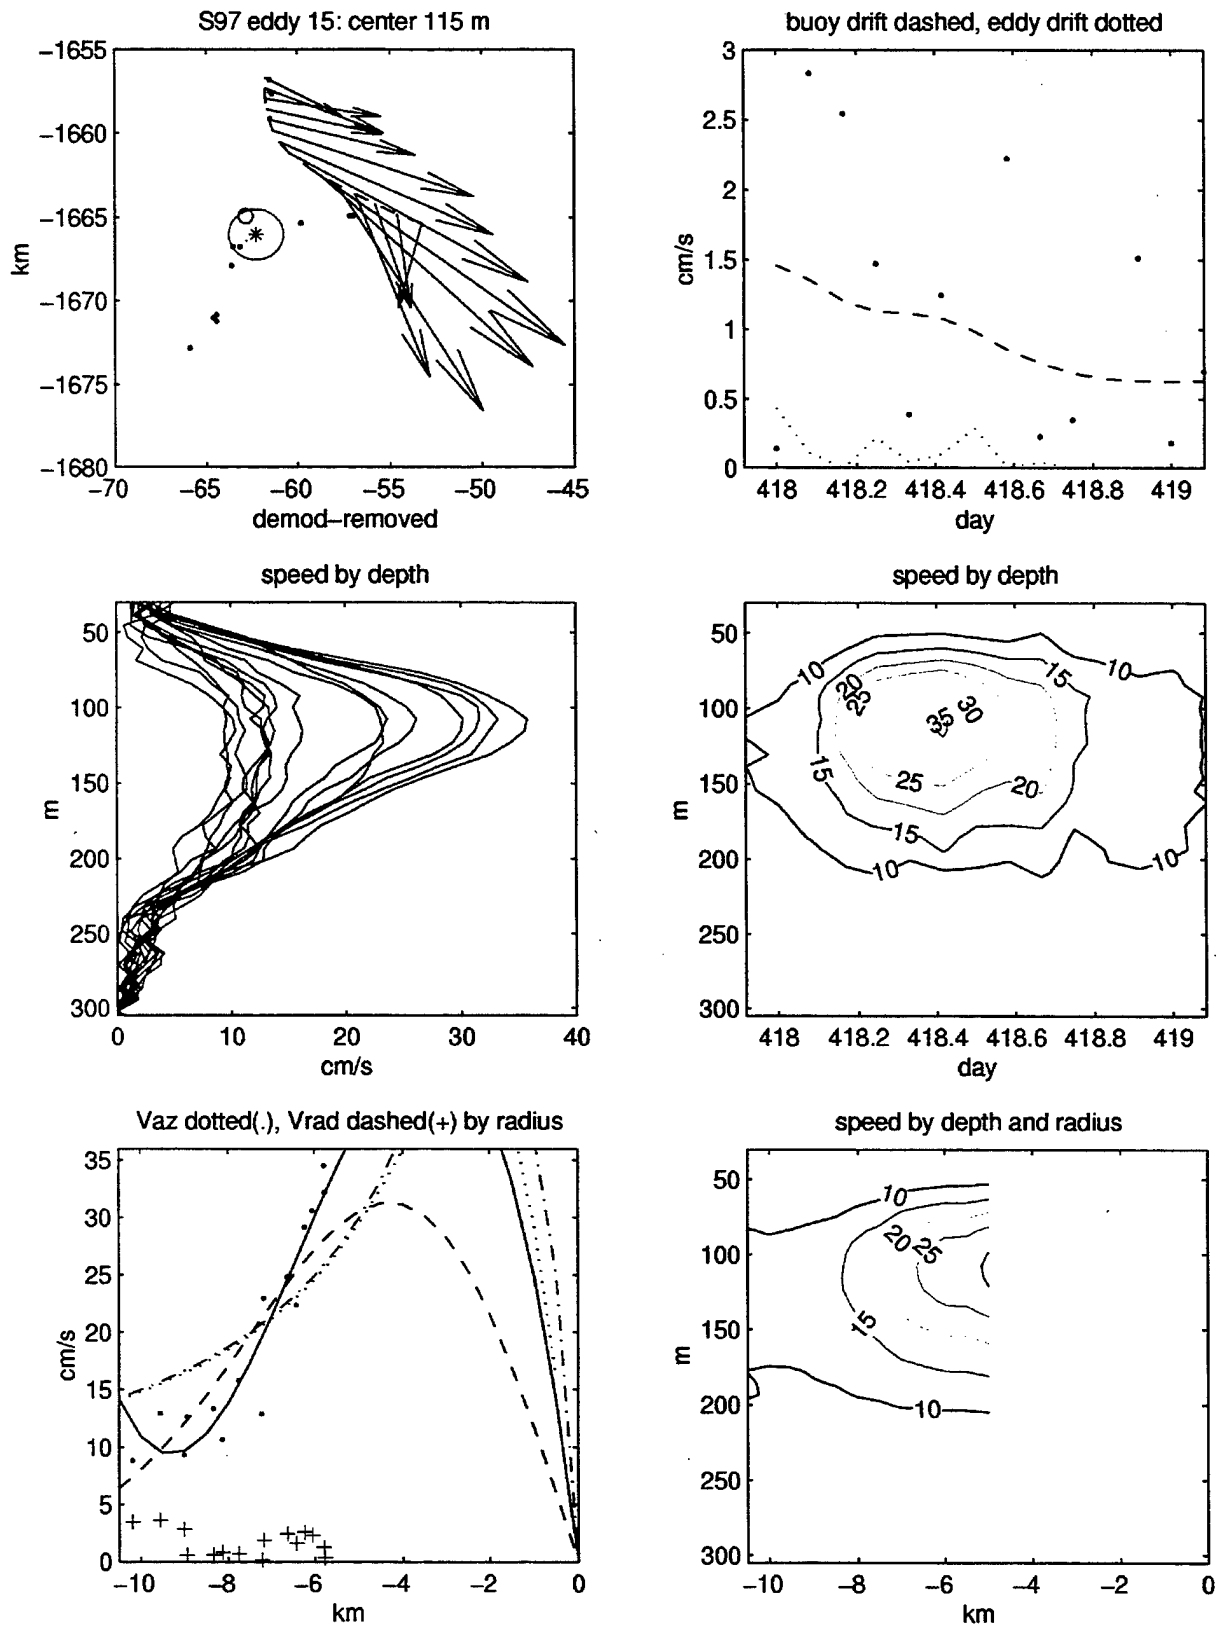 S97 eddy 15: center 115 m
−1655
−1660
−1665
−1670
−1675
−1680
km
−70 −65 −60 −55 −50 −45
demod−removed
buoy drift dashed, eddy drift dotted
3
2.5
2
1.5
1
0.5
0
cm/s
418 418.2 418.4 418.6 418.8 419
day
speed by depth
50
100
150
200
250
300
m
0 10 20 30 40
cm/s
speed by depth
50
100
150
200
250
300
m
10 10
20 15
25
35 30
15 25 20
15
10 10
418 418.2 418.4 418.6 418.8 419
day
Vaz dotted(.), Vrad dashed(+) by radius
35
30
25
20
15
10
5
0
cm/s
−10 −8 −6 −4 −2 0
km
speed by depth and radius
50
100
150
200
250
300
m
10
20 25
15
10
−10 −8 −6 −4 −2 0
km